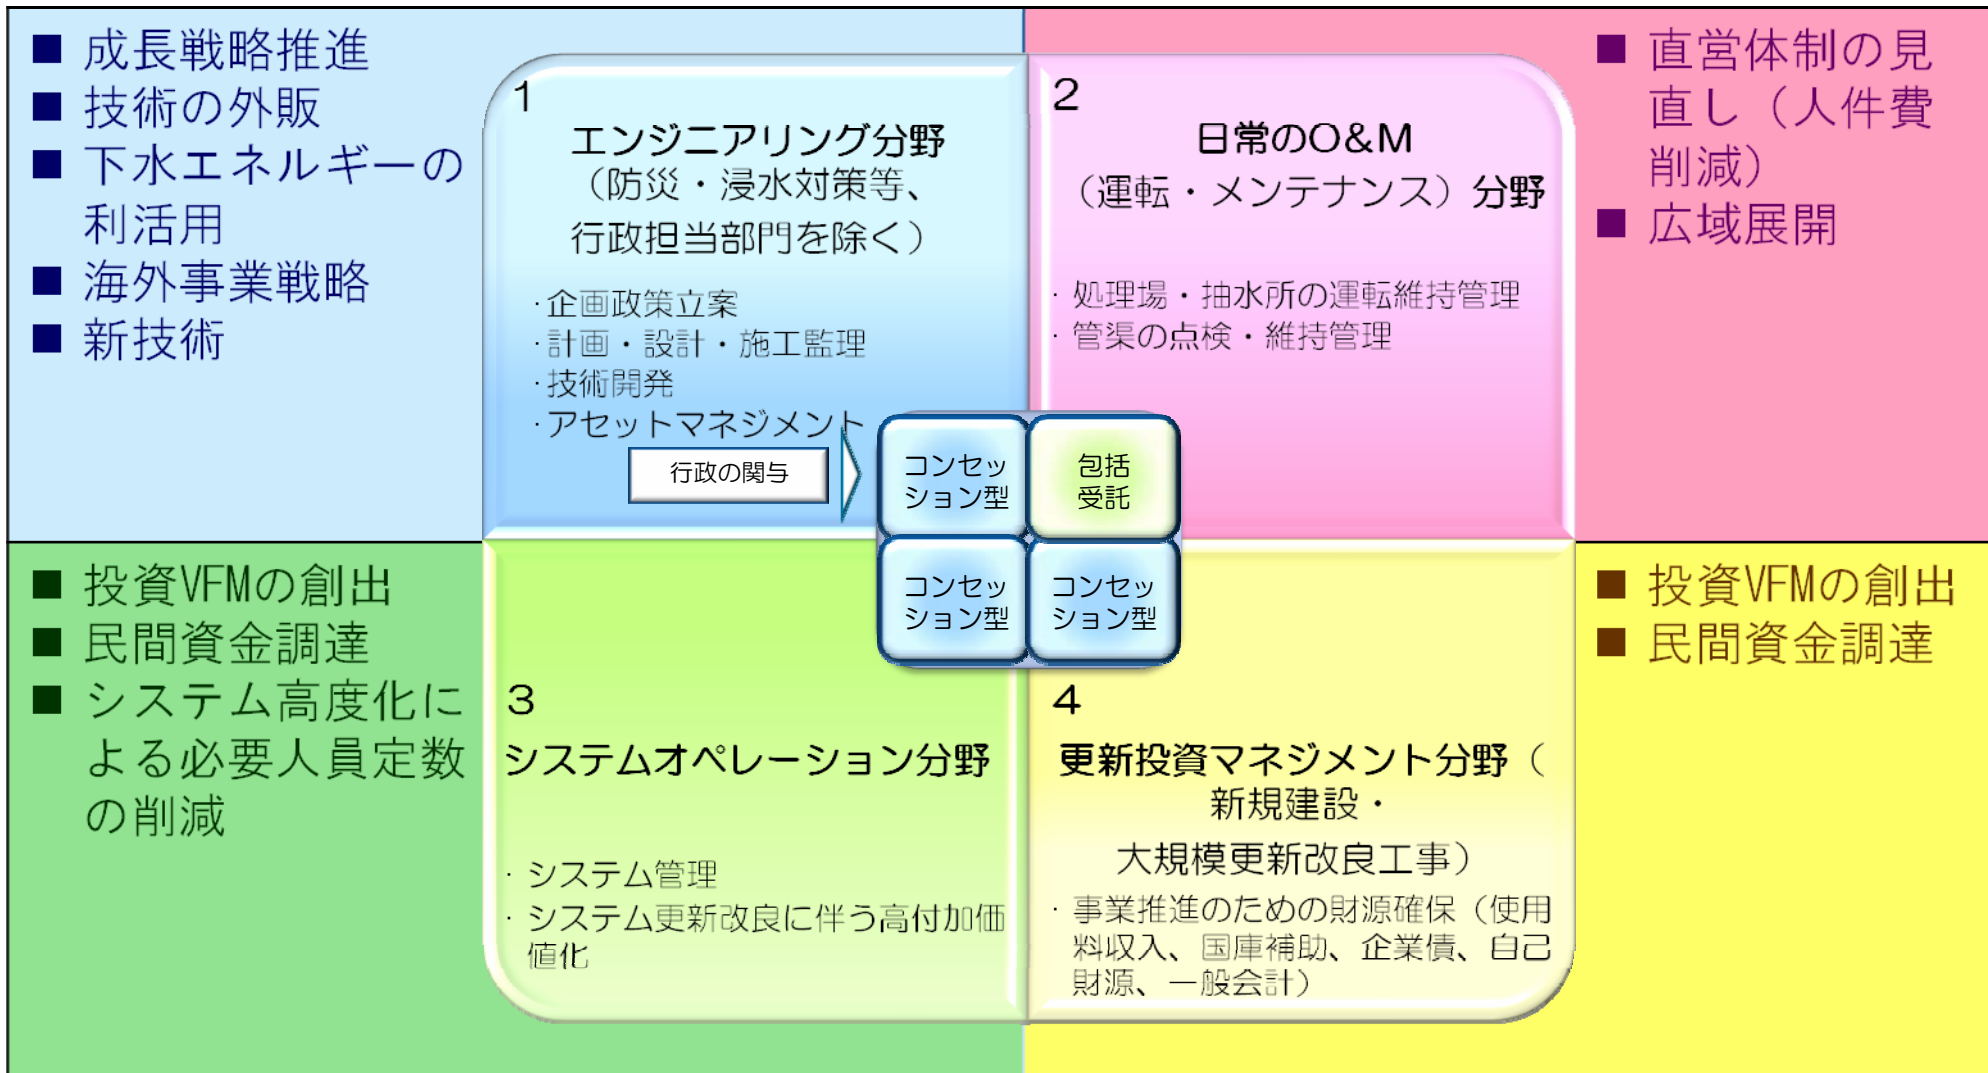 ■ 成長戦略推進
■ 技術の外販
■ 下水エネルギーの
利活用
■ 海外事業戦略
■ 新技術
1
エンジニアリング分野
（防災・浸水対策等、
行政担当部門を除く）
・企画政策立案
・計画・設計・施工監理
・技術開発
・アセットマネジメント
行政の関与
2
日常のO&M
（運転・メンテナンス）分野
・処理場・抽水所の運転維持管理
・管渠の点検・維持管理
■ 直営体制の見
直し（人件費
削減）
■ 広域展開
コンセッ
ション型
包括
受託
コンセッ
ション型
コンセッ
ション型
■ 投資VFMの創出
■ 民間資金調達
■ システム高度化に
よる必要人員定数
の削減
3
システムオペレーション分野
・システム管理
・システム更新改良に伴う高付加価
値化
4
更新投資マネジメント分野（
新規建設・
大規模更新改良工事）
・事業推進のための財源確保（使用
料収入、国庫補助、企業債、自己
財源、一般会計）
■ 投資VFMの創出
■ 民間資金調達